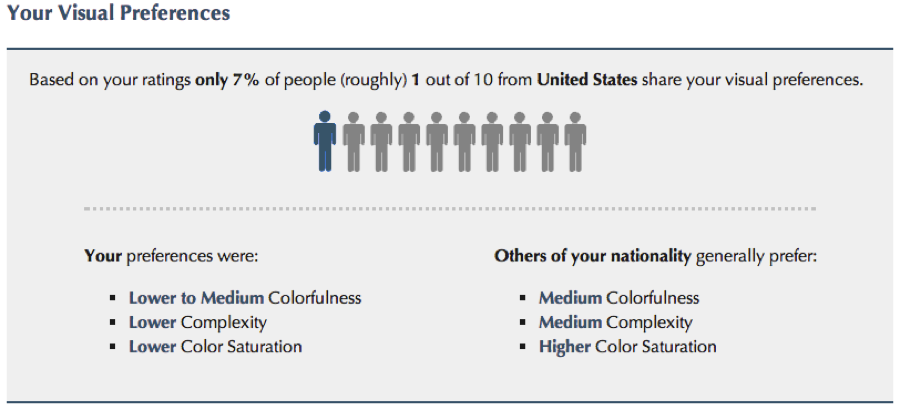 Your Visual Preferences
Based on your ratings only 7% of people (roughly) 1 out of 10 from United States share your visual preferences.
Your preferences were:
Lower to Medium Colorfulness
Lower Complexity
Lower Color Saturation
Others of your nationality generally prefer:
Medium Colorfulness
Medium Complexity
Higher Color Saturation